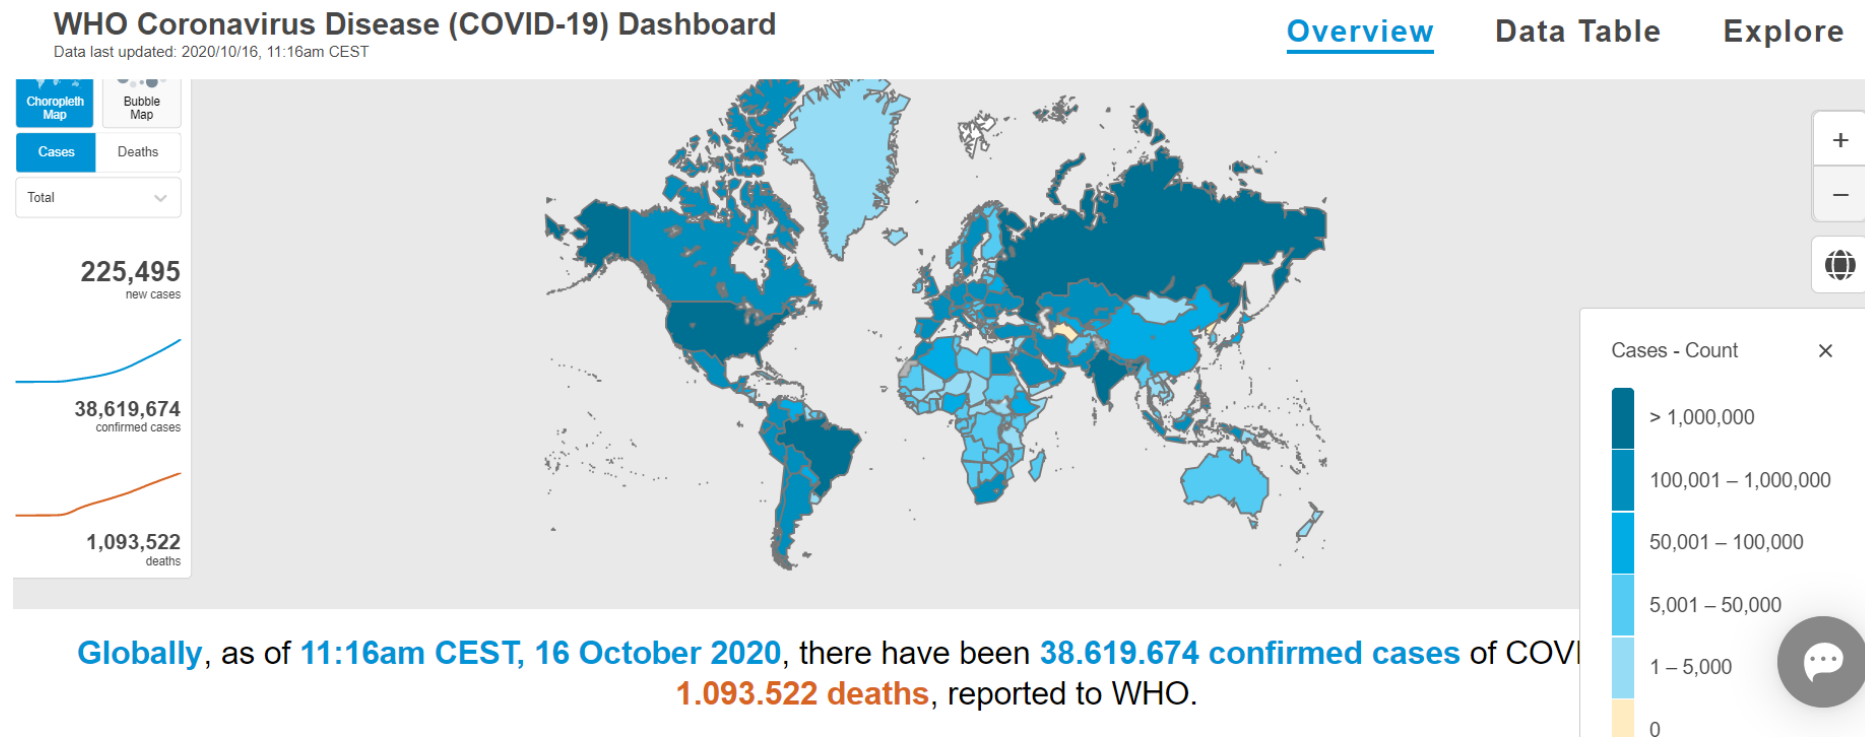 WHO Coronavirus Disease (COVID-19) Dashboard
Data last updated: 2020/10/16, 11:16am CEST
Overview
Data Table
Explore
Choropleth
Map
Bubble
Map
Cases
Deaths
Total
225,495
new cases
38,619,674
confirmed cases
1,093,522
deaths
Cases - Count
> 1,000,000
100,001 – 1,000,000
50,001 – 100,000
5,001 – 50,000
1 – 5,000
0
Globally, as of 11:16am CEST, 16 October 2020, there have been 38.619.674 confirmed cases of COVI
1.093.522 deaths, reported to WHO.